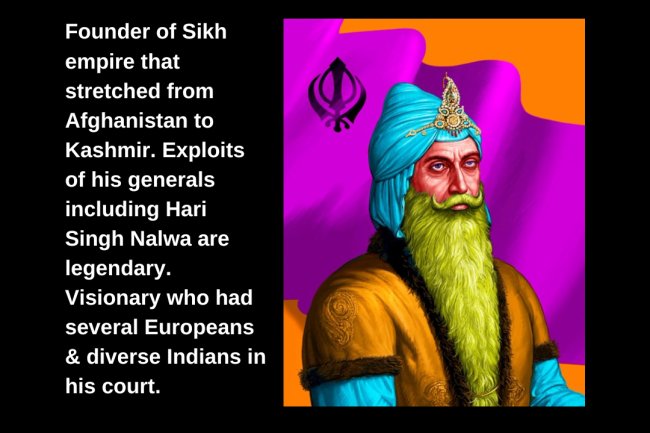 Founder of Sikh
empire that
stretched from
Afghanistan to
Kashmir. Exploits
of his generals
including Hari
Singh Nalwa are
legendary.
Visionary who had
several Europeans
& diverse Indians in
his court.